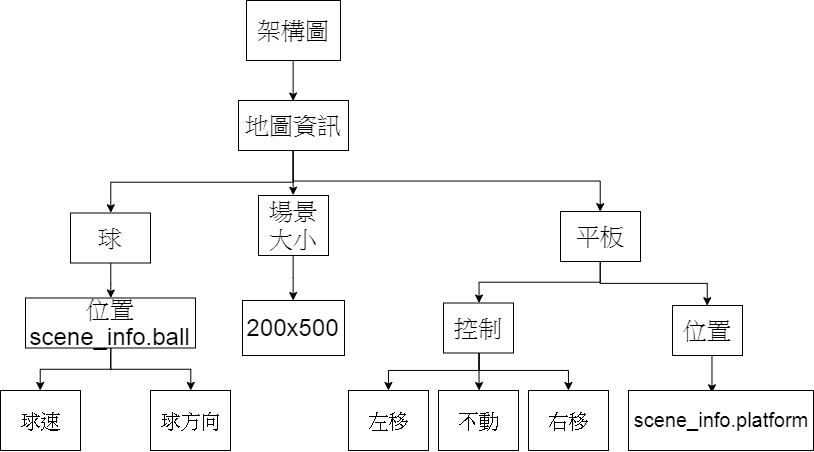 架構圖
地圖資訊
球
場景
大小
平板
位置
scene_info.ball
200x500
控制
位置
球速
球方向
左移
不動
右移
scene_info.platform